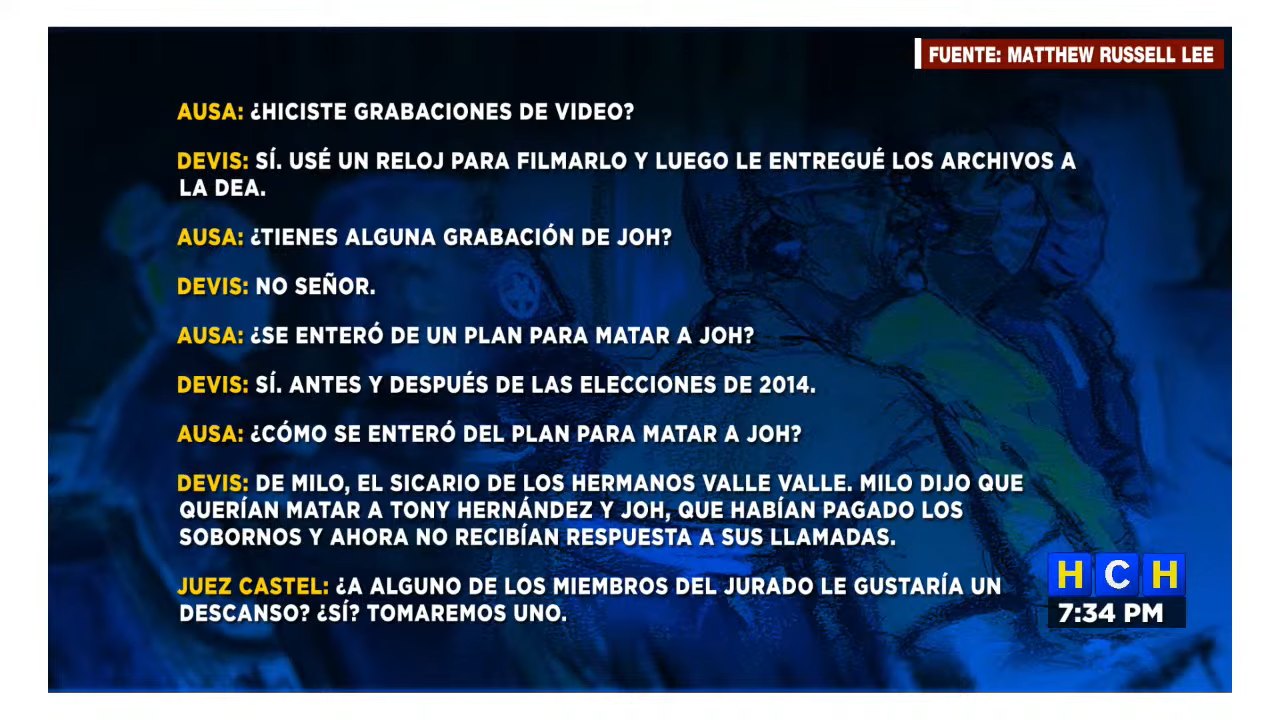 FUENTE: MATTHEW RUSSELL LEE
AUSA: ¿HICISTE GRABACIONES DE VIDEO?
DEVIS: SÍ. USÉ UN RELOJ PARA FILMARLO Y LUEGO LE ENTREGUÉ LOS ARCHIVOS A
LA DEA.
AUSA: ¿TIENES ALGUNA GRABACIÓN DE JOH?
DEVIS: NO SEÑOR.
AUSA: ¿SE ENTERÓ DE UN PLAN PARA MATAR A JOH?
DEVIS: SÍ. ANTES Y DESPUÉS DE LAS ELECCIONES DE 2014.
AUSA: ¿CÓMO SE ENTERÓ DEL PLAN PARA MATAR A JOH?
DEVIS: DE MILO, EL SICARIO DE LOS HERMANOS VALLE VALLE. MILO DIJO QUE
QUERÍAN MATAR A TONY HERNÁNDEZ Y JOH, QUE HABÍAN PAGADO LOS
SOBORNOS Y AHORA NO RECIBÍAN RESPUESTA A SUS LLAMADAS.
JUEZ CASTEL: ¿A ALGUNO DE LOS MIEMBROS DEL JURADO LE GUSTARÍA UN
DESCANSO? ¿SÍ? TOMAREMOS UNO.
HCH
7:34 PM